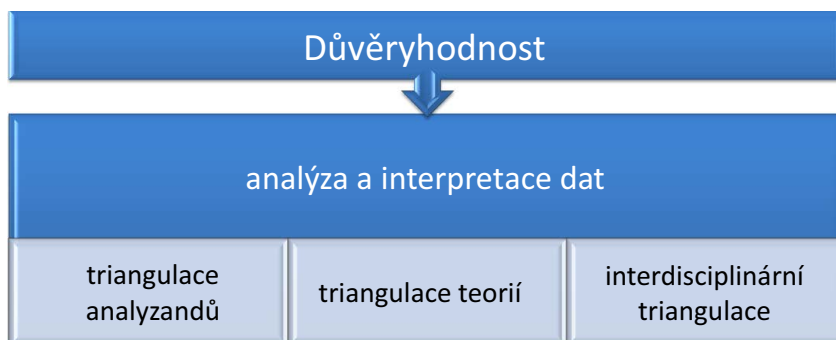 Důvěryhodnost
analýza a interpretace dat
triangulace
analyzandů
triangulace teorií
interdisciplinární
triangulace